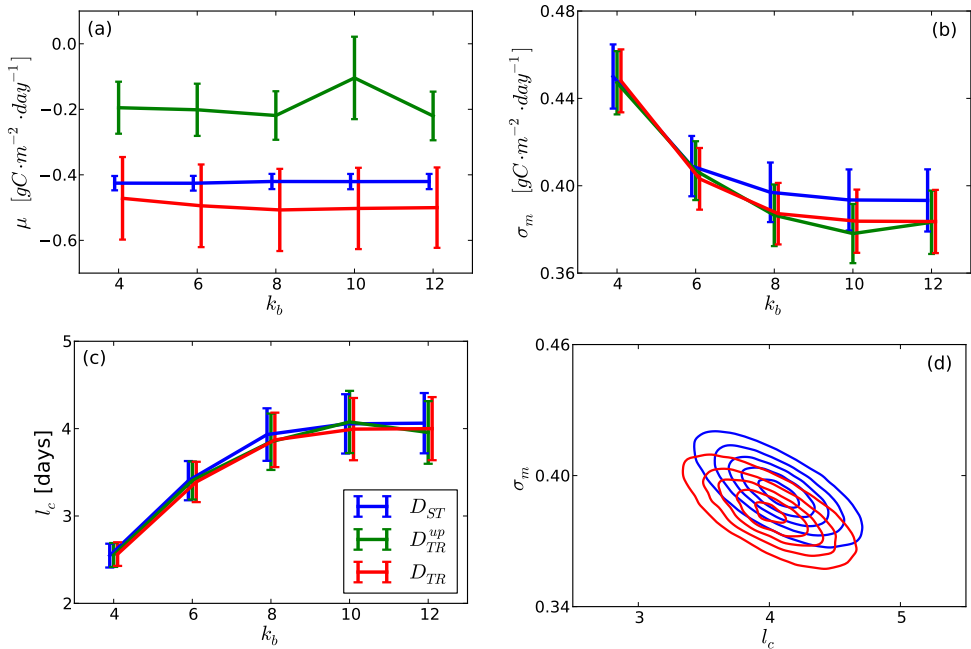 (a)
0.0
−0.2
−0.4
−0.6
4 6 8 10 12
k_b
μ [gC·m⁻²·day⁻¹]
(b)
0.48
0.44
0.40
0.36
4 6 8 10 12
k_b
σ_m [gC·m⁻²·day⁻¹]
(c)
5
4
3
2
4 6 8 10 12
k_b
l_c [days]
D_ST
D_TR^up
D_TR
(d)
0.46
0.40
0.34
3 4 5
l_c
σ_m